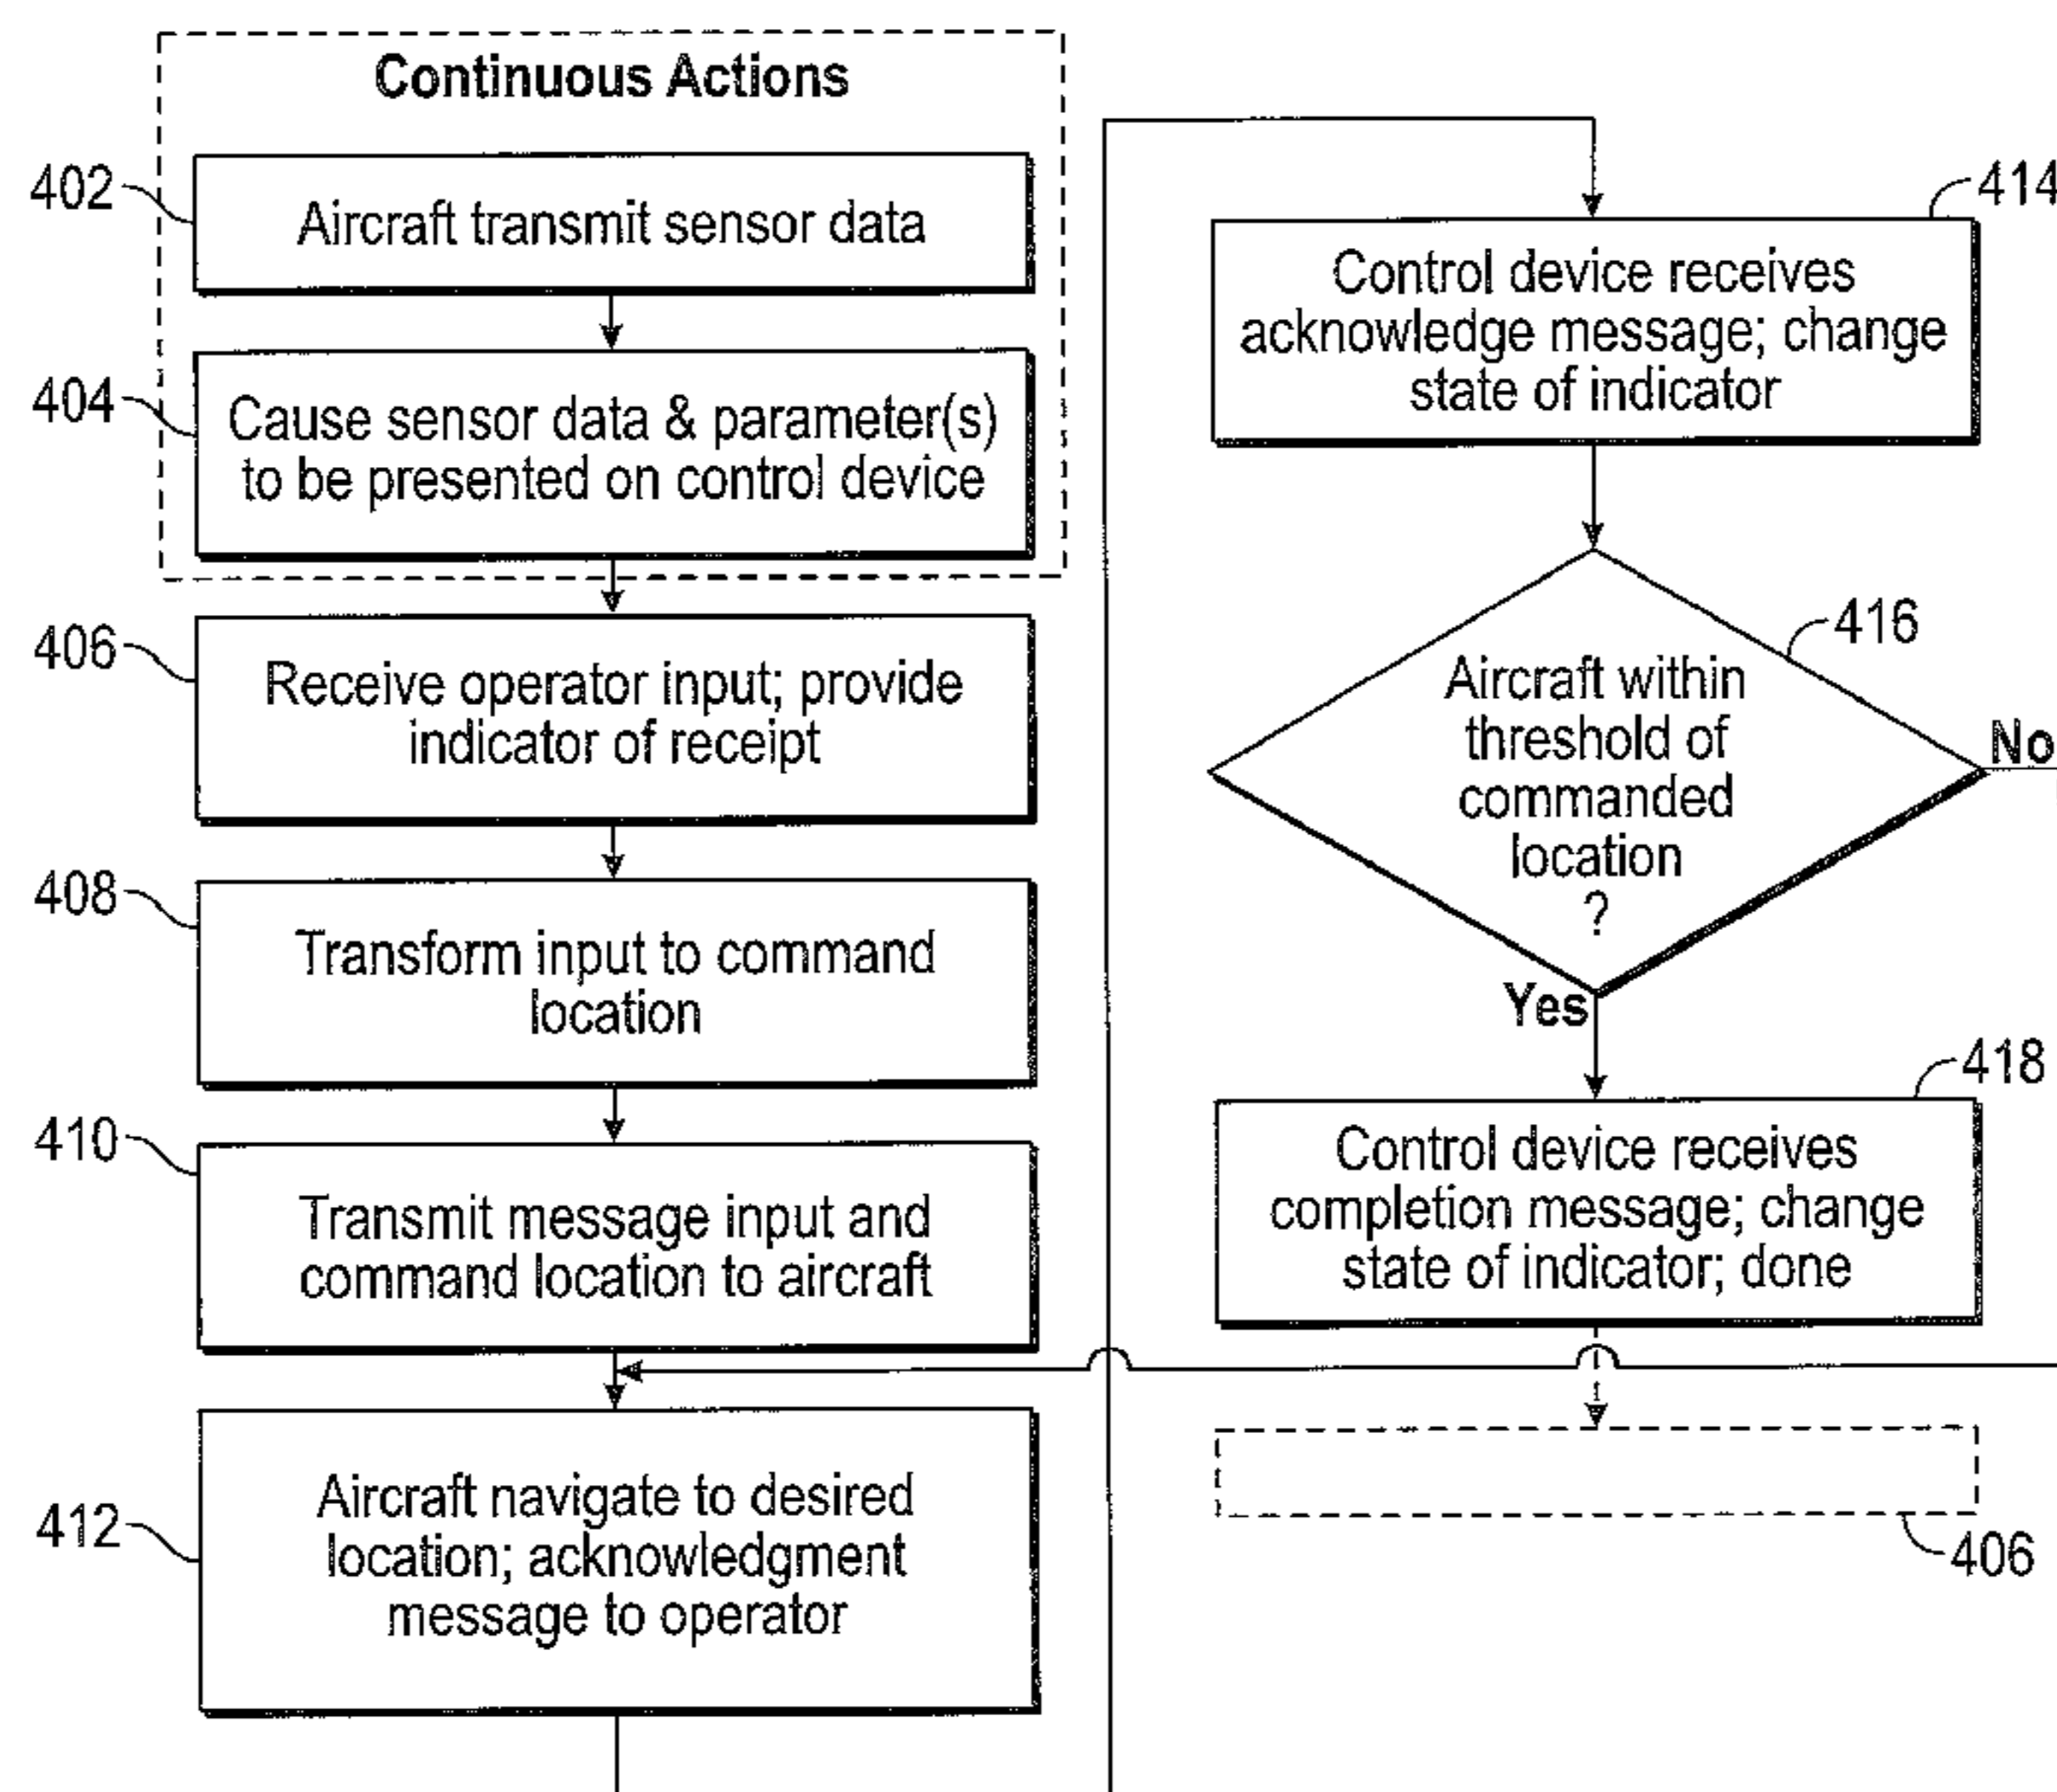 Continuous Actions
402
Aircraft transmit sensor data
404
Cause sensor data & parameter(s)
to be presented on control device
406
Receive operator input; provide
indicator of receipt
408
Transform input to command
location
410
Transmit message input and
command location to aircraft
412
Aircraft navigate to desired
location; acknowledgment
message to operator
414
Control device receives
acknowledge message; change
state of indicator
416
Aircraft within
threshold of
commanded
location
?
No
Yes
418
Control device receives
completion message; change
state of indicator; done
406